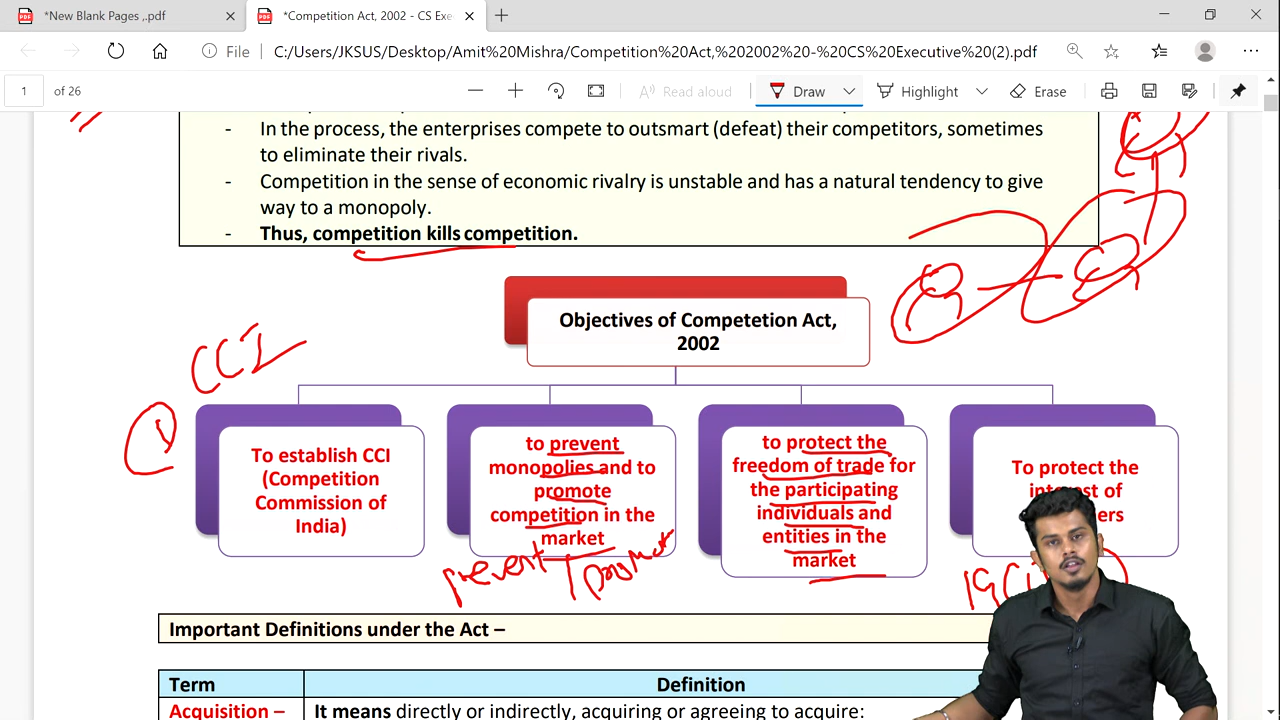 *New Blank Pages ,.pdf
*Competition Act, 2002 - CS Exe
File
C:/Users/JKSUS/Desktop/Amit%20Mishra/Competition%20Act,%202002%20-%20CS%20Executive%20(2).pdf
1 of 26
Read aloud
Draw
Highlight
Erase
- In the process, the enterprises compete to outsmart (defeat) their competitors, sometimes
to eliminate their rivals.
- Competition in the sense of economic rivalry is unstable and has a natural tendency to give
way to a monopoly.
- Thus, competition kills competition.
Objectives of Competetion Act,
2002
CCI
1
To establish CCI
(Competition
Commission of
India)
to prevent
monopolies and to
promote
competition in the
market
prevent / promot
to protect the
freedom of trade for
the participating
individuals and
entities in the
market
To protect the
of
Important Definitions under the Act –
Term
Definition
Acquisition –
It means directly or indirectly, acquiring or agreeing to acquire: